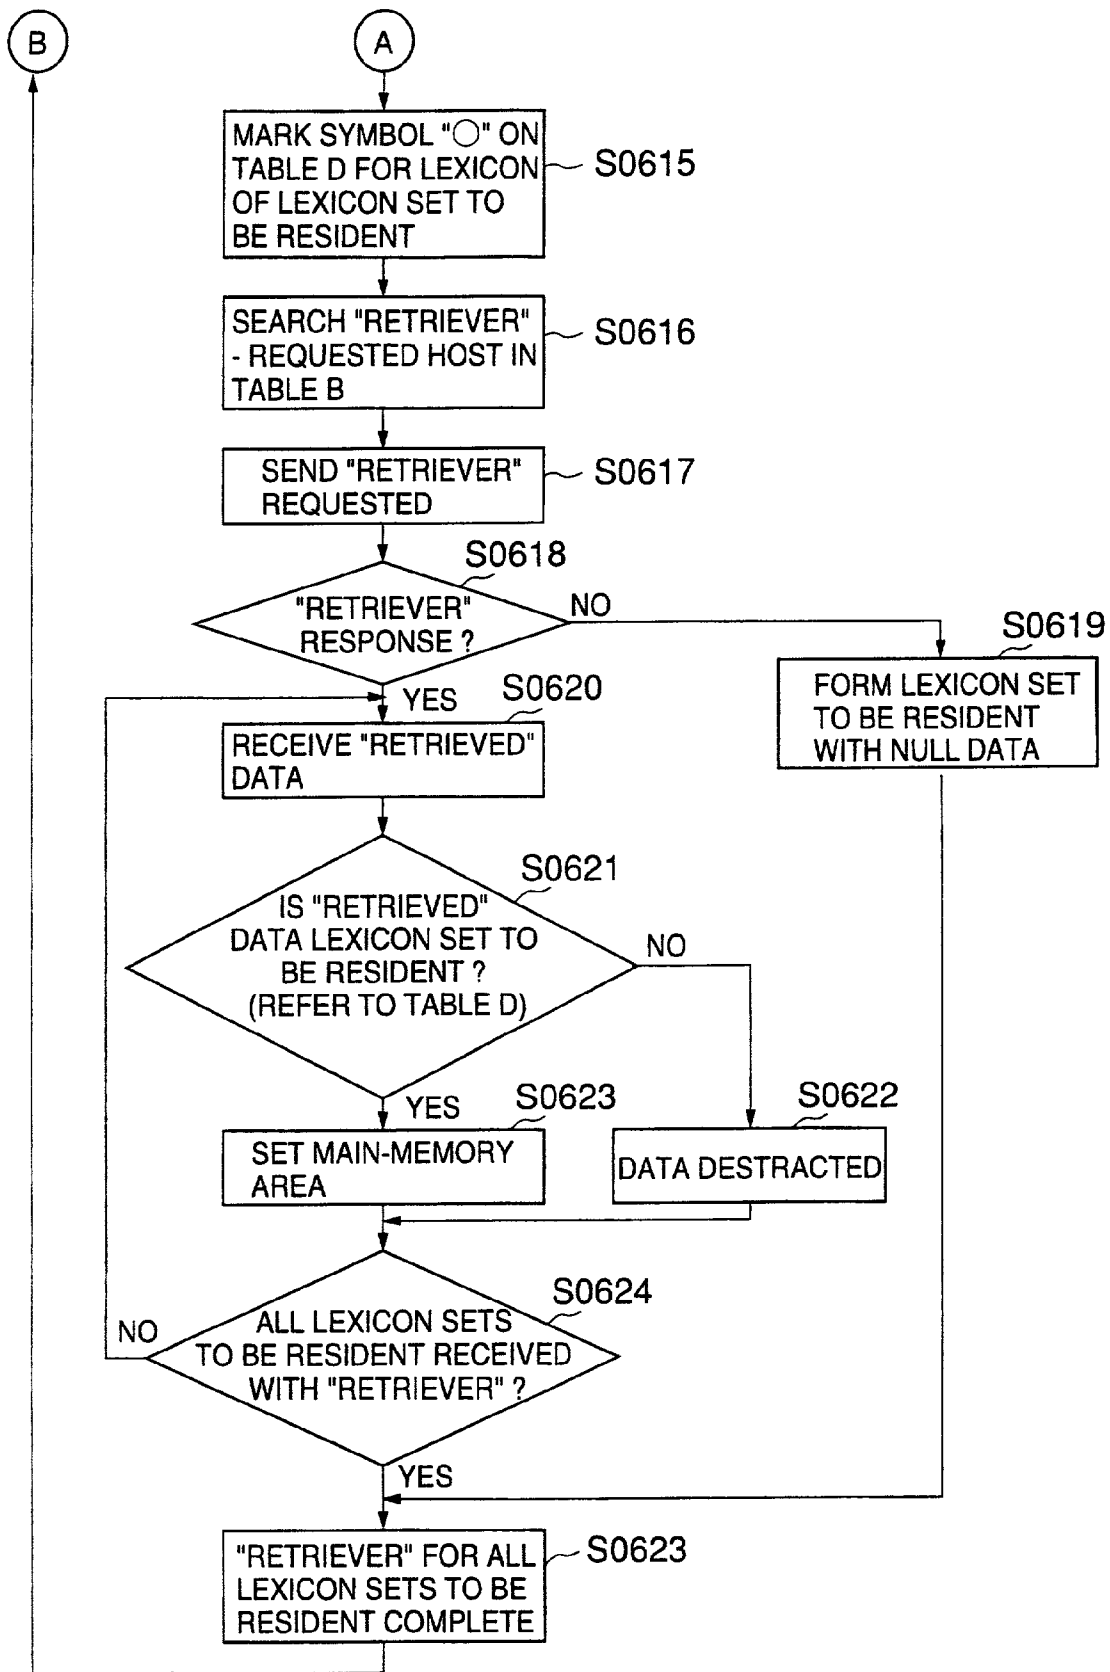 B
A
MARK SYMBOL "○" ON
TABLE D FOR LEXICON
OF LEXICON SET TO
BE RESIDENT
S0615
SEARCH "RETRIEVER"
- REQUESTED HOST IN
TABLE B
S0616
SEND "RETRIEVER"
REQUESTED
S0617
S0618
"RETRIEVER"
RESPONSE ?
NO
YES
S0619
FORM LEXICON SET
TO BE RESIDENT
WITH NULL DATA
S0620
RECEIVE "RETRIEVED"
DATA
S0621
IS "RETRIEVED"
DATA LEXICON SET TO
BE RESIDENT ?
(REFER TO TABLE D)
NO
YES
S0623
SET MAIN-MEMORY
AREA
S0622
DATA DESTRACTED
S0624
ALL LEXICON SETS
TO BE RESIDENT RECEIVED
WITH "RETRIEVER" ?
NO
YES
"RETRIEVER" FOR ALL
LEXICON SETS TO BE
RESIDENT COMPLETE
S0623